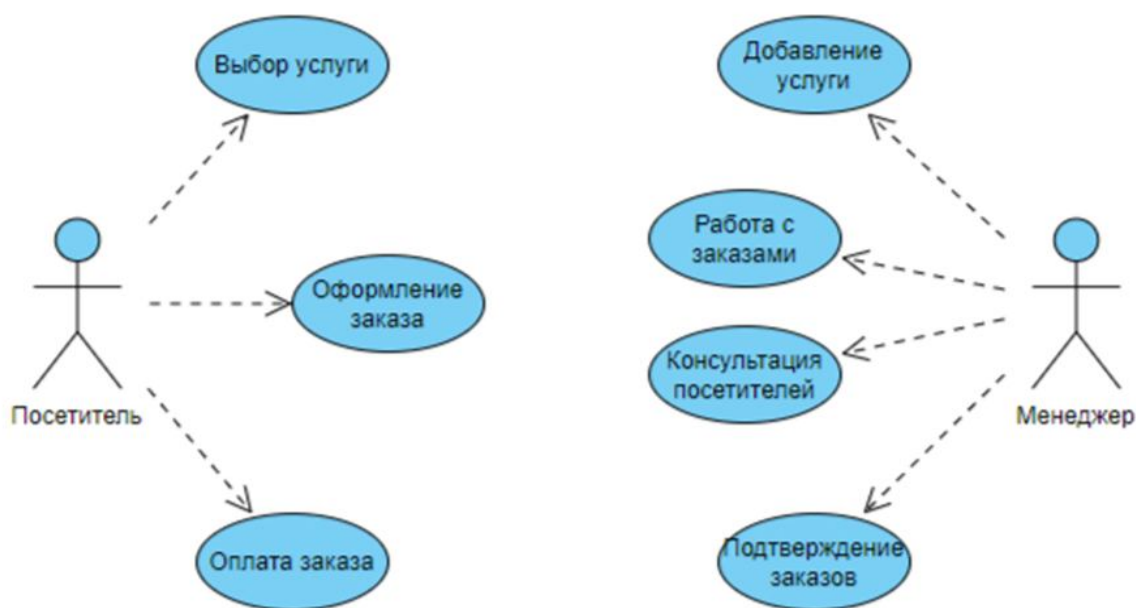 Выбор услуги
Добавление
услуги
Работа с
заказами
Оформление
заказа
Консультация
посетителей
Посетитель
Менеджер
Оплата заказа
Подтверждение
заказов